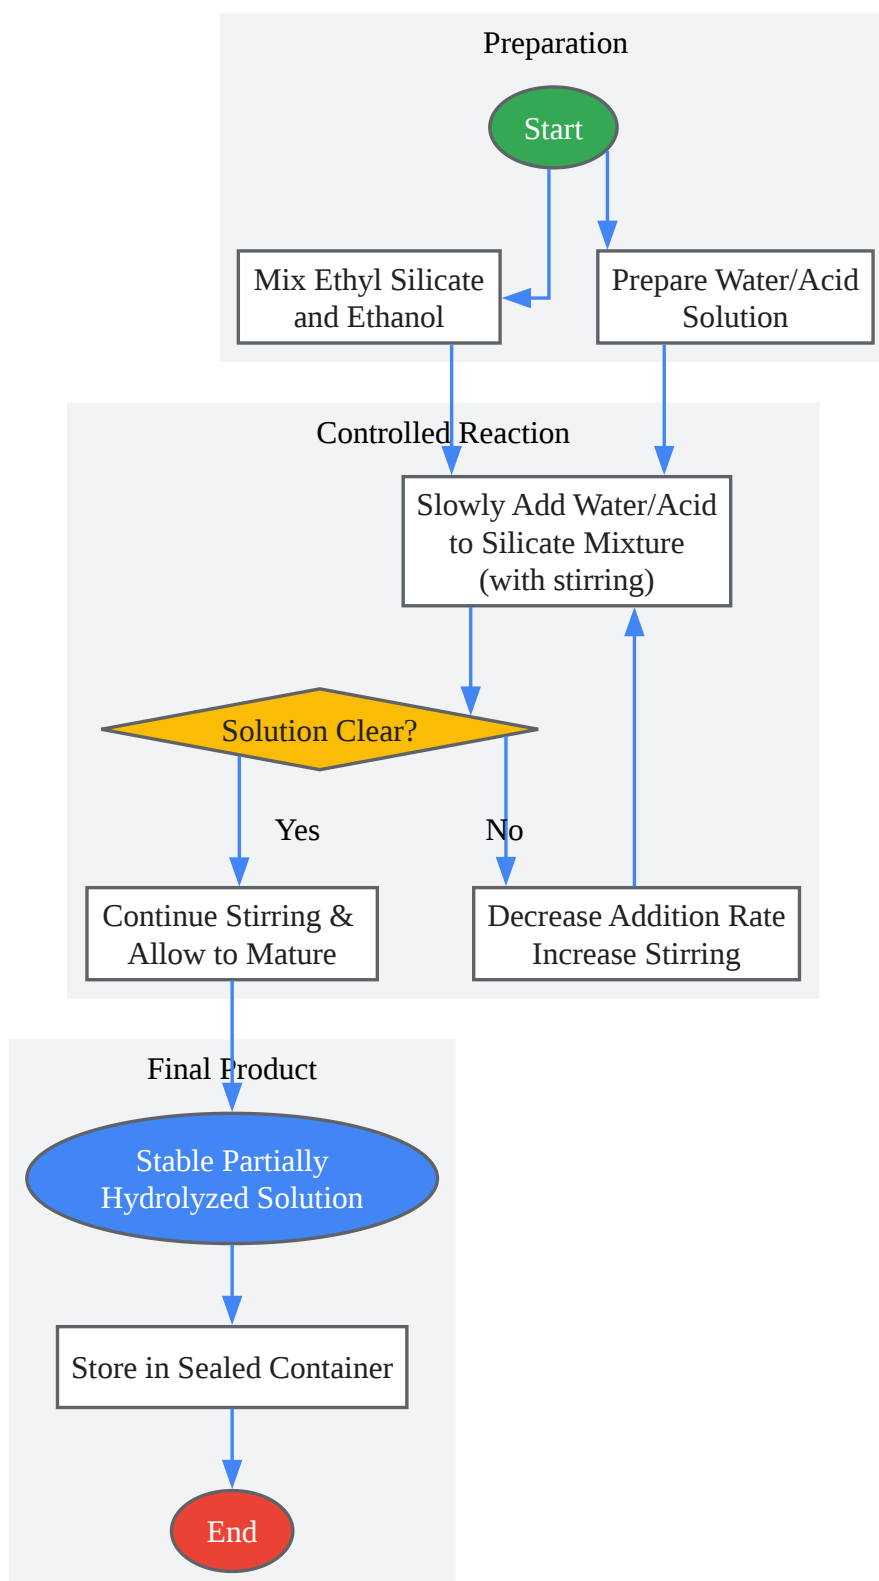 Preparation
Start
Mix Ethyl Silicate
and Ethanol
Prepare Water/Acid
Solution
Controlled Reaction
Slowly Add Water/Acid
to Silicate Mixture
(with stirring)
Solution Clear?
Yes
No
Continue Stirring &
Allow to Mature
Decrease Addition Rate
Increase Stirring
Final Product
Stable Partially
Hydrolyzed Solution
Store in Sealed Container
End